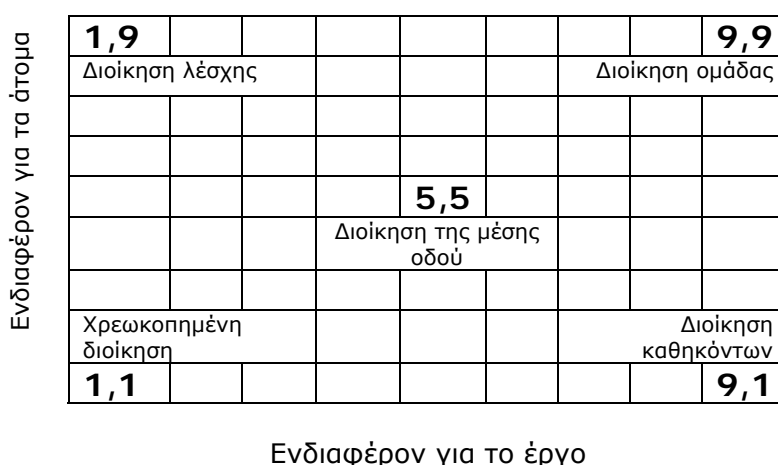 Ενδιαφέρον για τα άτομα
1,9 9,9
Διοίκηση λέσχης Διοίκηση ομάδας
5,5
Διοίκηση της μέσης
οδού
Χρεωκοπημένη Διοίκηση
διοίκηση καθηκόντων
1,1 9,1
Ενδιαφέρον για το έργο